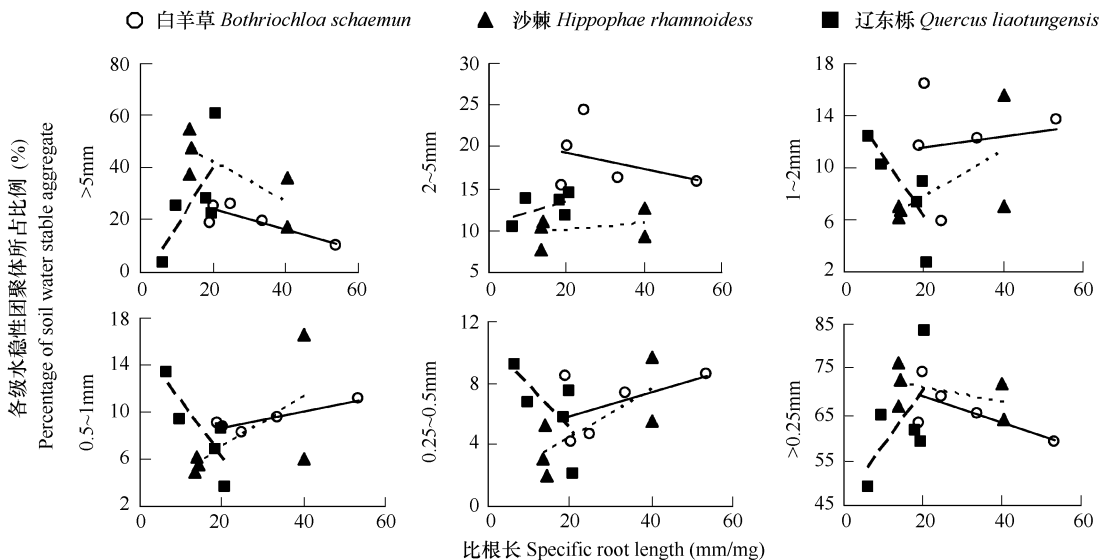 白羊草 Bothriochloa schaemun 沙棘 Hippophae rhamnoidess 辽东栎 Quercus liaotungensis
各级水稳性团聚体所占比例 (%)
Percentage of soil water stable aggregate
>5mm
80
60
40
20
0
0 20 40 60
2~5mm
30
25
20
15
10
5
0 20 40 60
1~2mm
18
14
10
6
2
0 20 40 60
0.5~1mm
18
14
10
6
2
0 20 40 60
0.25~0.5mm
12
8
4
0
0 20 40 60
>0.25mm
85
75
65
55
45
0 20 40 60
比根长 Specific root length (mm/mg)